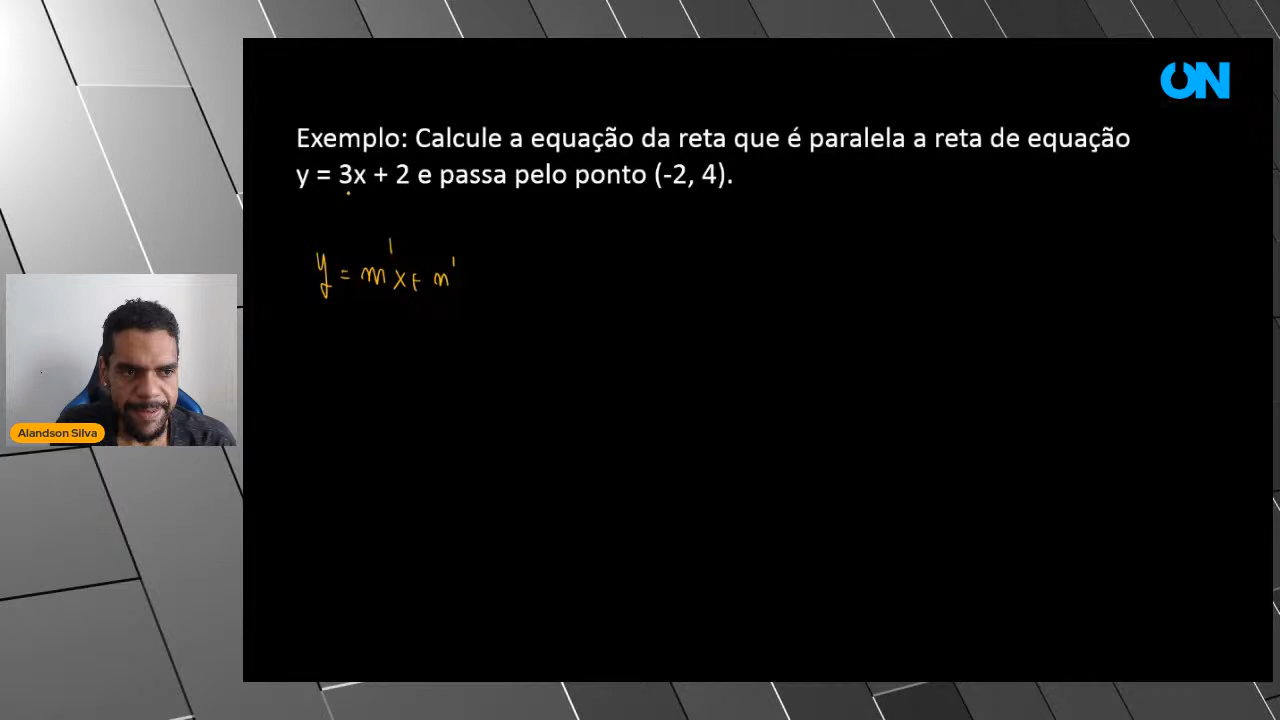 ON
Exemplo: Calcule a equação da reta que é paralela a reta de equação
y = 3x + 2 e passa pelo ponto (-2, 4).
y = m'x + n'
Alandson Silva